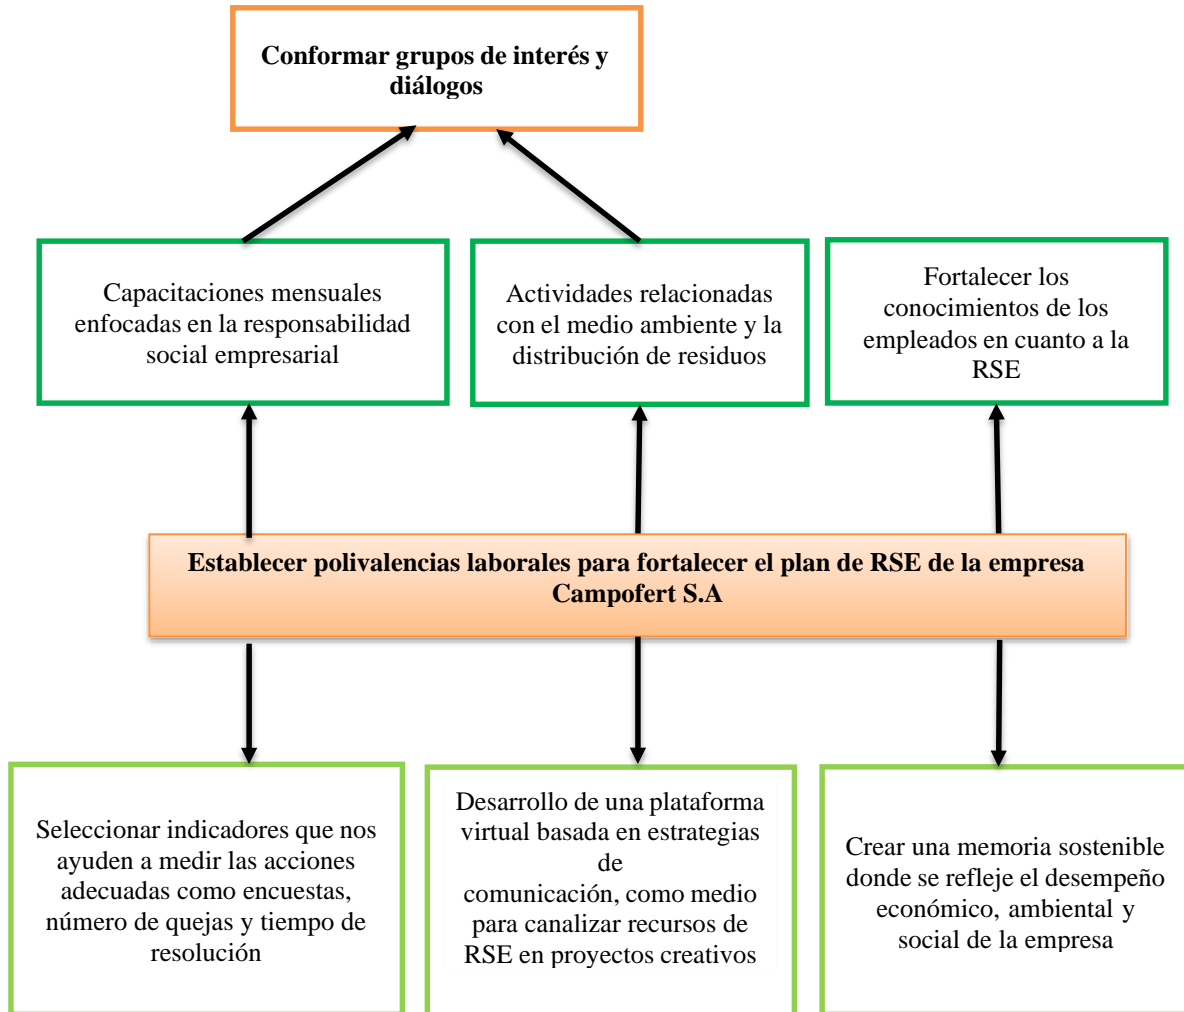 Conformar grupos de interés y
diálogos
Capacitaciones mensuales
enfocadas en la responsabilidad
social empresarial
Actividades relacionadas
con el medio ambiente y la
distribución de residuos
Fortalecer los
conocimientos de los
empleados en cuanto a la
RSE
Establecer polivalencias laborales para fortalecer el plan de RSE de la empresa
Campofert S.A
Seleccionar indicadores que nos
ayuden a medir las acciones
adecuadas como encuestas,
número de quejas y tiempo de
resolución
Desarrollo de una plataforma
virtual basada en estrategias
de
comunicación, como medio
para canalizar recursos de
RSE en proyectos creativos
Crear una memoria sostenible
donde se refleje el desempeño
económico, ambiental y
social de la empresa